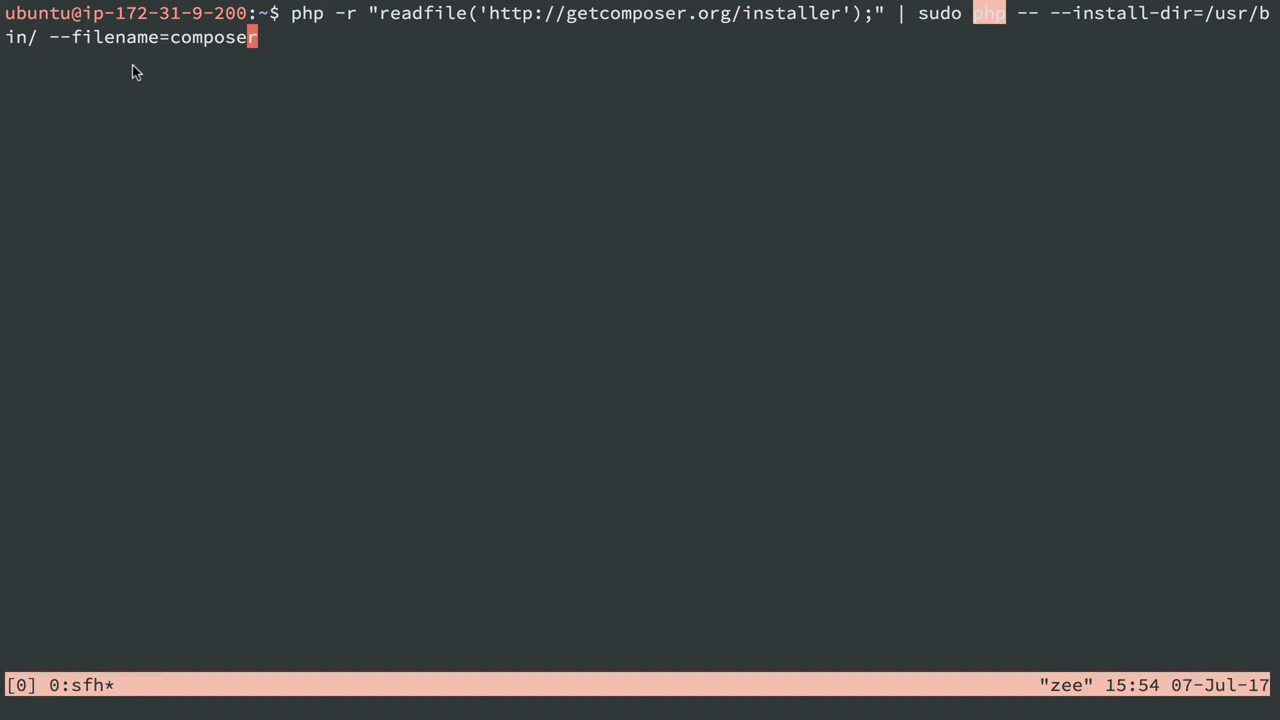 ubuntu@ip-172-31-9-200:~$ php -r "readfile('http://getcomposer.org/installer');" | sudo php -- --install-dir=/usr/b
in/ --filename=composer
[0] 0:sfh* "zee" 15:54 07-Jul-17